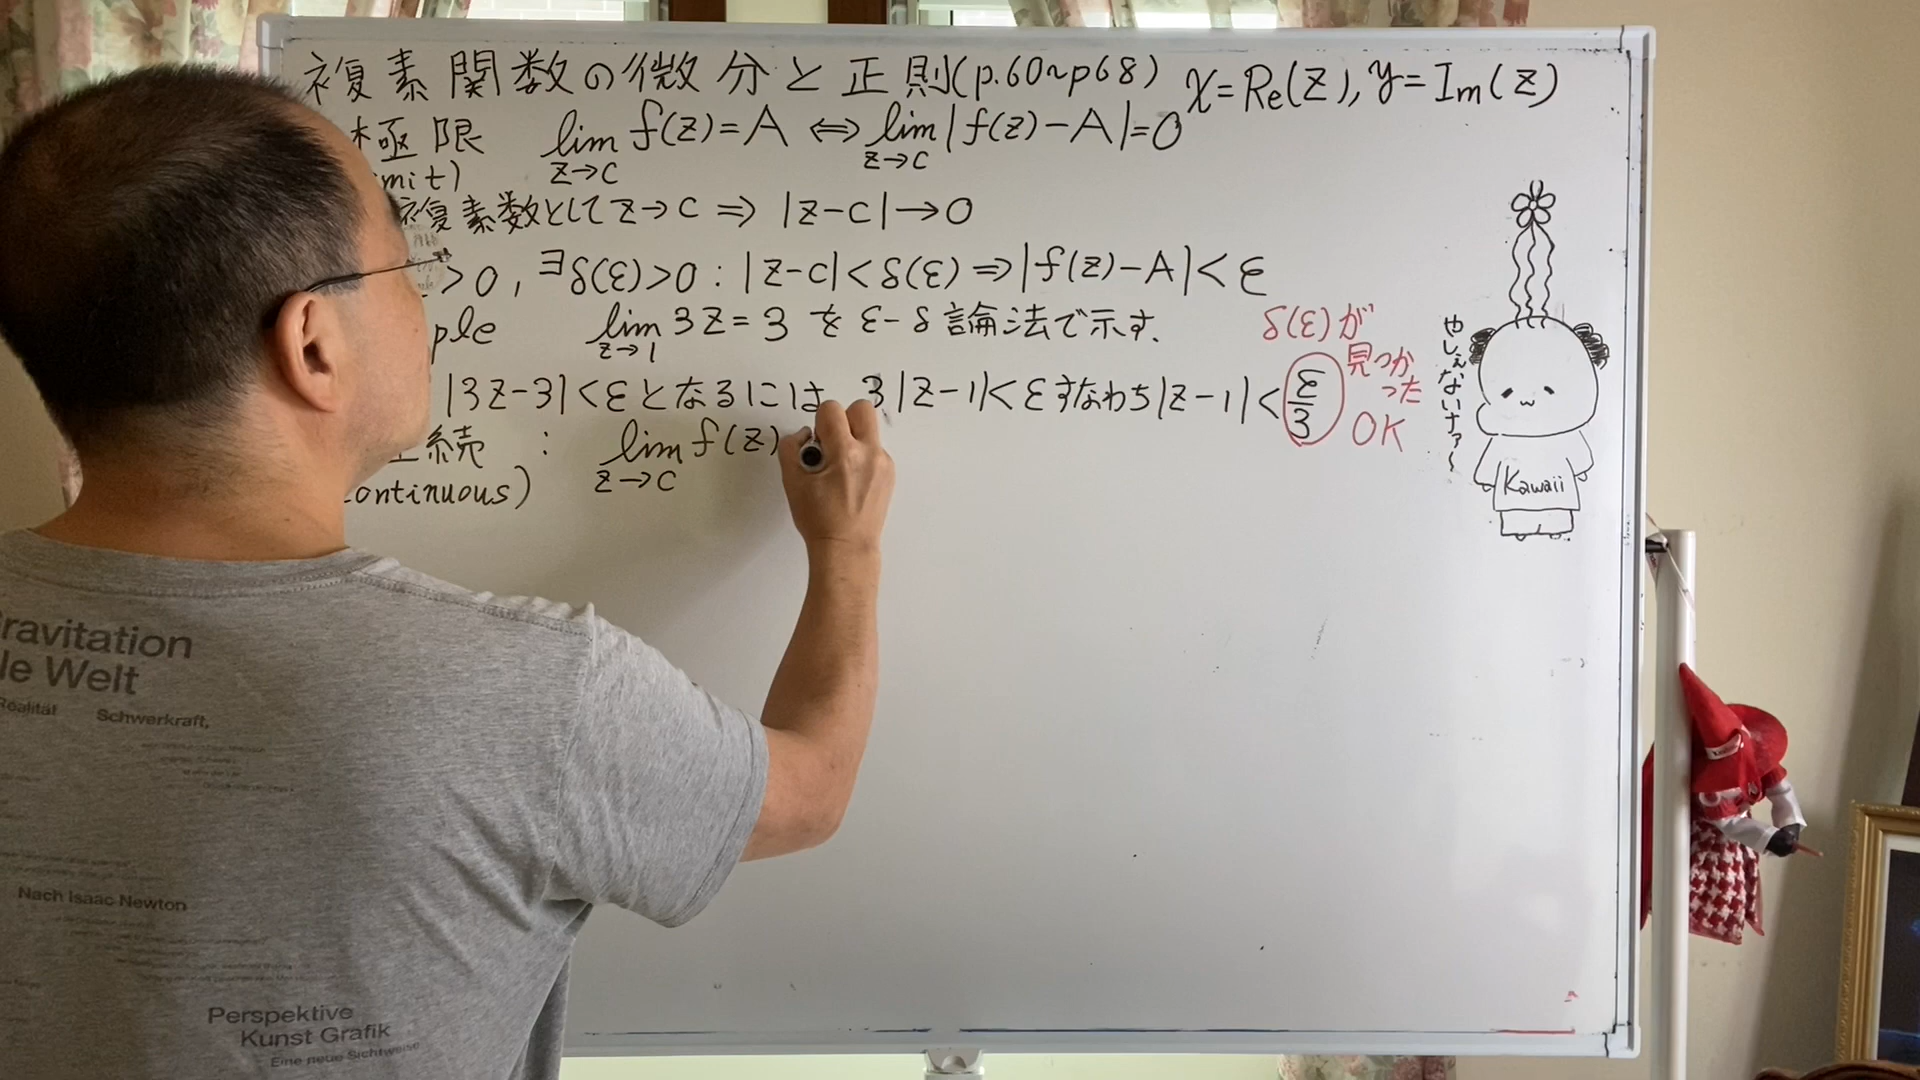 複素関数の微分と正則(p.60~p68) x=Re(z), y=Im(z)
極限 lim f(z)=A ⇔ lim |f(z)-A|=0
z→c z→c
mit)
複素数として z→c ⇒ |z-c|→0
>0, ∃δ(ε)>0 : |z-c|<δ(ε) ⇒ |f(z)-A|<ε
ple lim 3z=3 を ε-δ 論法で示す.
z→1
|3z-3|<εとなるには 3|z-1|<ε すなわち |z-1|< ε/3
δ(ε)が
見つか
った
OK
続 : lim f(z)
z→c
ontinuous)
やしぇないナァ~
Kawaii
ravitation
le Welt
Realität Schwerkraft,
Nach Isaac Newton
Perspektive
Kunst Grafik
Eine neue Sichtweise